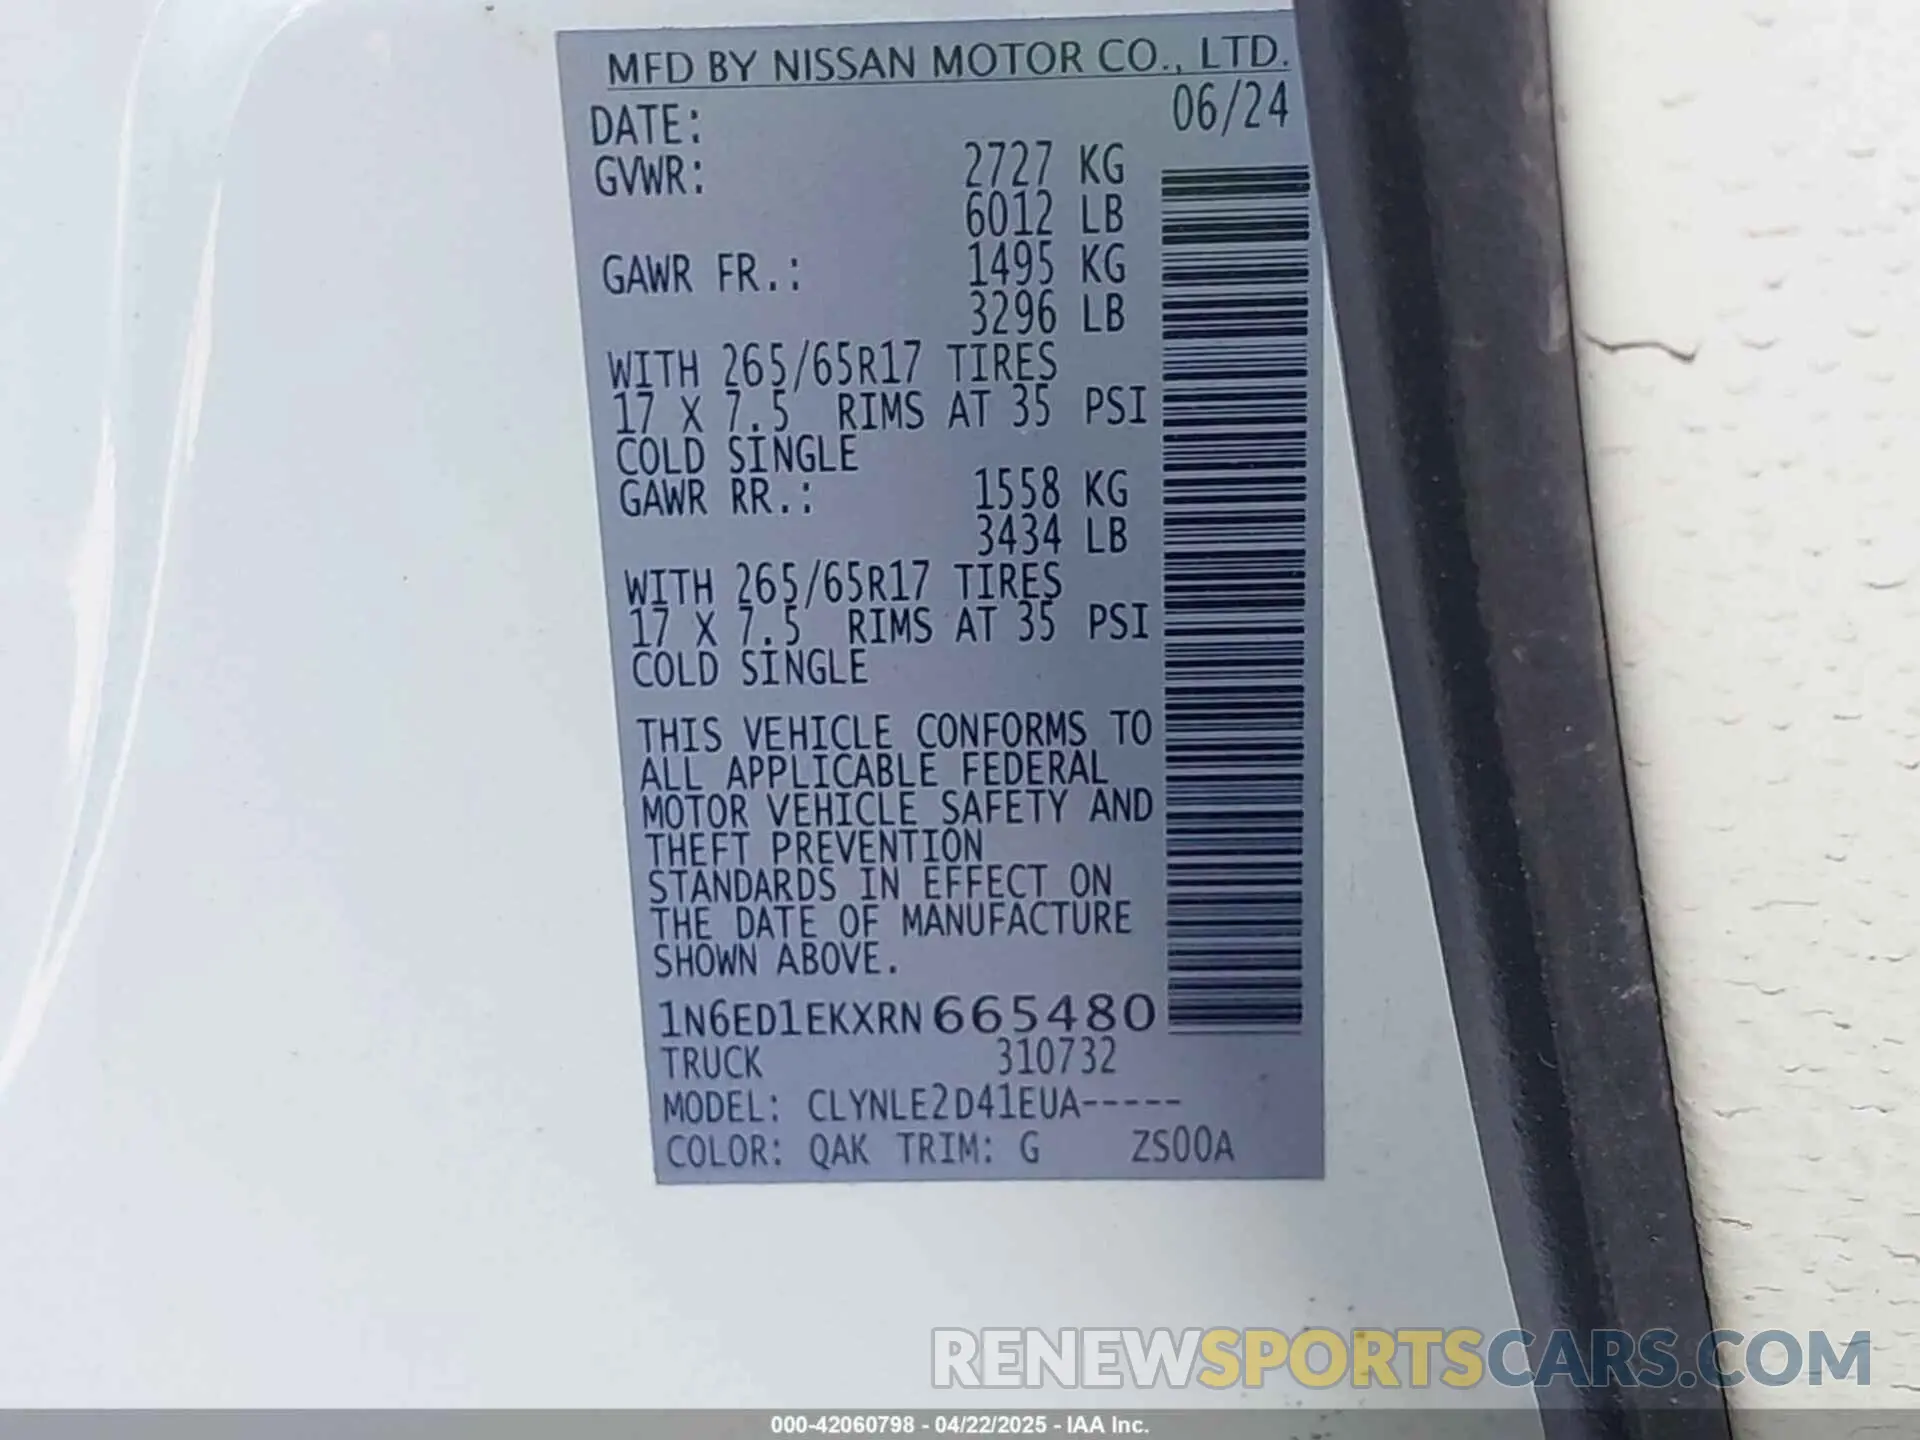 MFD BY NISSAN MOTOR CO., LTD.
DATE: 06/24
GVWR: 2727 KG
6012 LB
GAWR FR.: 1495 KG
3296 LB
WITH 265/65R17 TIRES
17 X 7.5 RIMS AT 35 PSI
COLD SINGLE
GAWR RR.: 1558 KG
3434 LB
WITH 265/65R17 TIRES
17 X 7.5 RIMS AT 35 PSI
COLD SINGLE
THIS VEHICLE CONFORMS TO
ALL APPLICABLE FEDERAL
MOTOR VEHICLE SAFETY AND
THEFT PREVENTION
STANDARDS IN EFFECT ON
THE DATE OF MANUFACTURE
SHOWN ABOVE.
1N6ED1EKXRN665480
TRUCK 310732
MODEL: CLYNLE2D41EUA-----
COLOR: QAK TRIM: G ZS00A
RENEWSPORTSCARS.COM
000-42060798 - 04/22/2025 - IAA Inc.